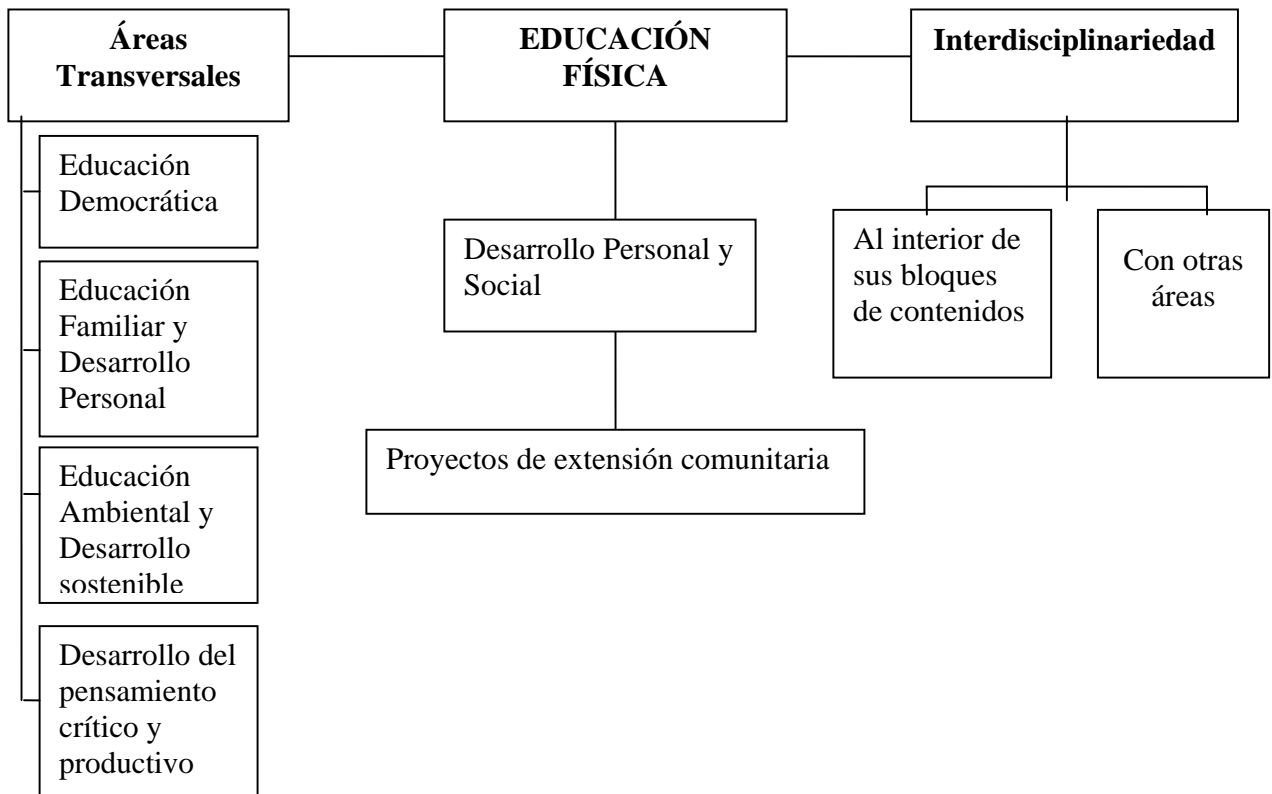 Áreas
Transversales
Educación
Democrática
Educación
Familiar y
Desarrollo
Personal
Educación
Ambiental y
Desarrollo
sostenible
Desarrollo del
pensamiento
crítico y
productivo
EDUCACIÓN
FÍSICA
Desarrollo Personal y
Social
Proyectos de extensión comunitaria
Interdisciplinariedad
Al interior de
sus bloques
de contenidos
Con otras
áreas